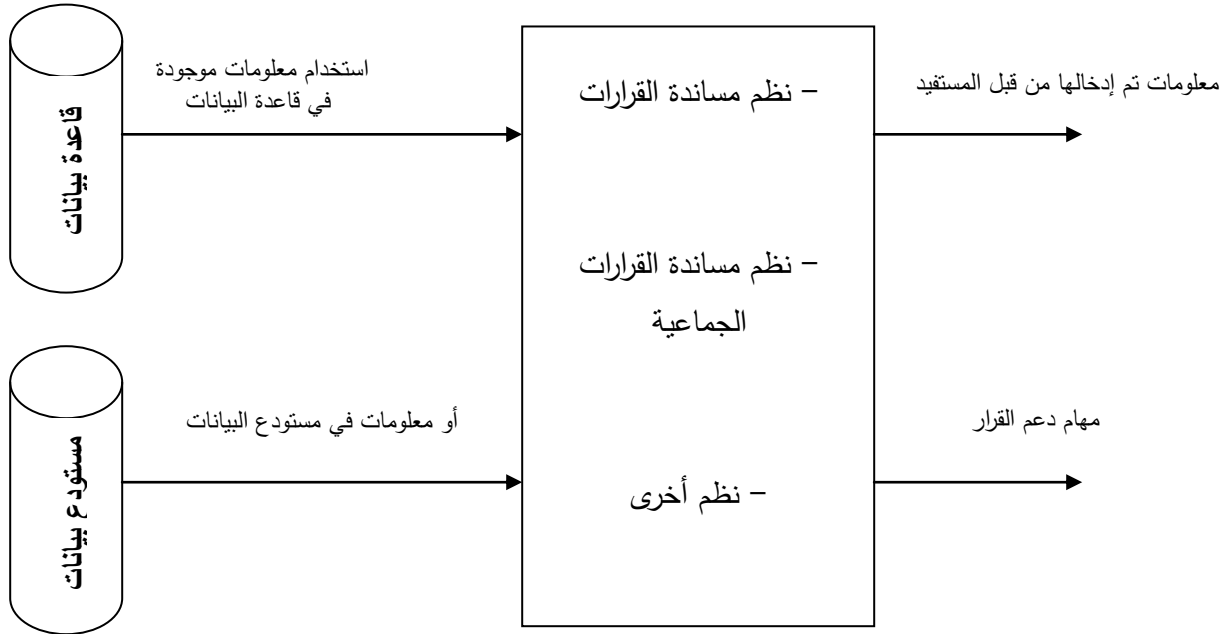 قاعدة بيانات
استخدام معلومات موجودة
في قاعدة البيانات
– نظم مساندة القرارات
معلومات تم إدخالها من قبل المستفيد
– نظم مساندة القرارات
الجماعية
مستودع بيانات
أو معلومات في مستودع البيانات
– نظم أخرى
مهام دعم القرار